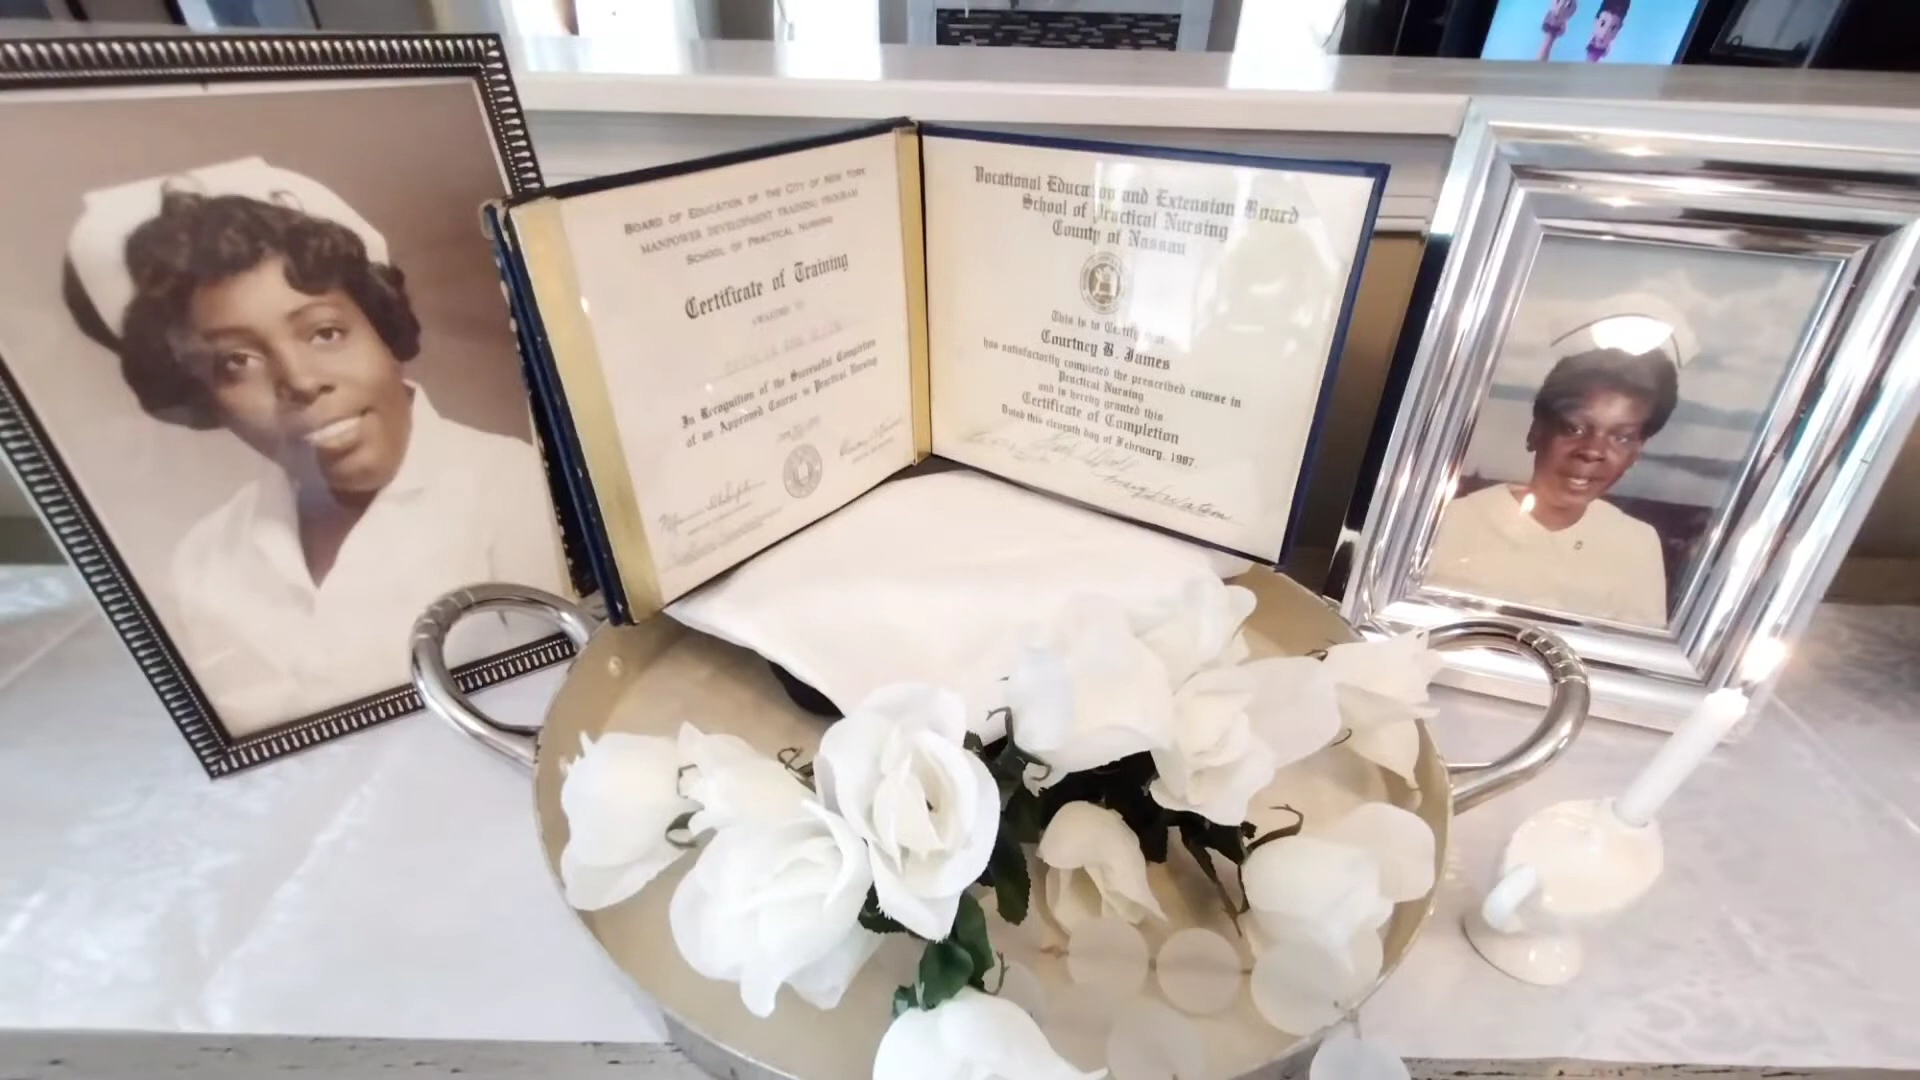 BOARD OF EDUCATION OF THE CITY OF NEW YORK
MANPOWER DEVELOPMENT TRAINING PROGRAM
SCHOOL OF PRACTICAL NURSING
Certificate of Training
AWARDED TO
In Recognition of the Successful Completion
of an Approved Course in Practical Nursing
Vocational Education and Extension Board
School of Practical Nursing
County of Nassau
This is to Certify that
Courtney B. James
has satisfactorily completed the prescribed course in
Practical Nursing
and is hereby granted this
Certificate of Completion
Dated this eleventh day of February, 1987.